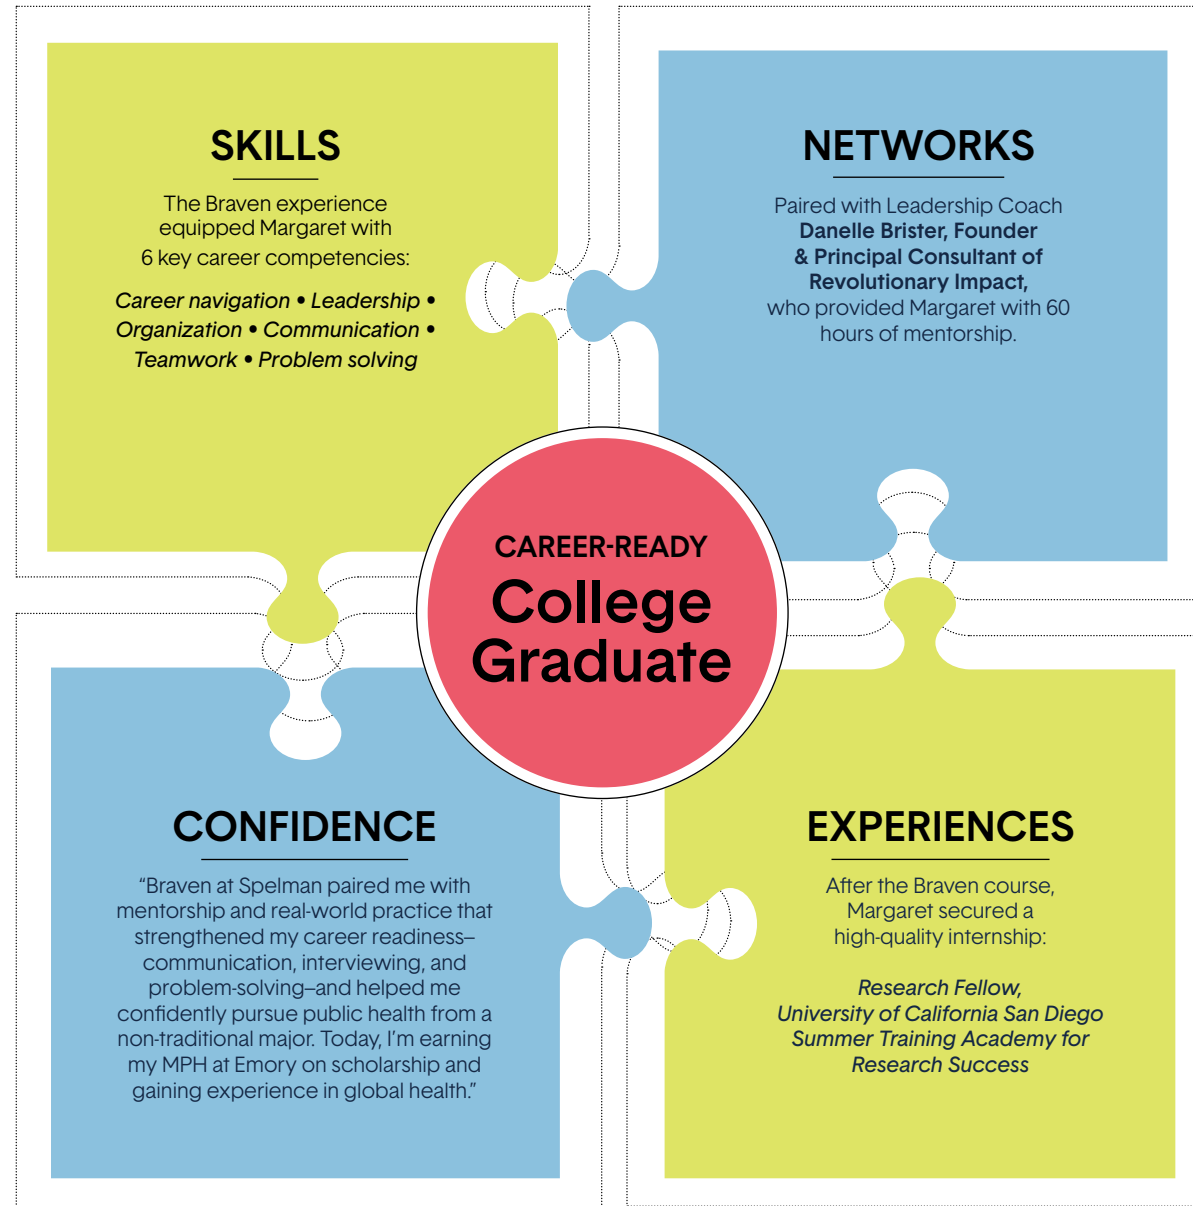 SKILLS
The Braven experience
equipped Margaret with
6 key career competencies:
Career navigation • Leadership •
Organization • Communication •
Teamwork • Problem solving
NETWORKS
Paired with Leadership Coach
Danelle Brister, Founder
& Principal Consultant of
Revolutionary Impact,
who provided Margaret with 60
hours of mentorship.
CAREER-READY
College
Graduate
CONFIDENCE
“Braven at Spelman paired me with
mentorship and real-world practice that
strengthened my career readiness–
communication, interviewing, and
problem-solving–and helped me
confidently pursue public health from a
non-traditional major. Today, I’m earning
my MPH at Emory on scholarship and
gaining experience in global health.”
EXPERIENCES
After the Braven course,
Margaret secured a
high-quality internship:
Research Fellow,
University of California San Diego
Summer Training Academy for
Research Success